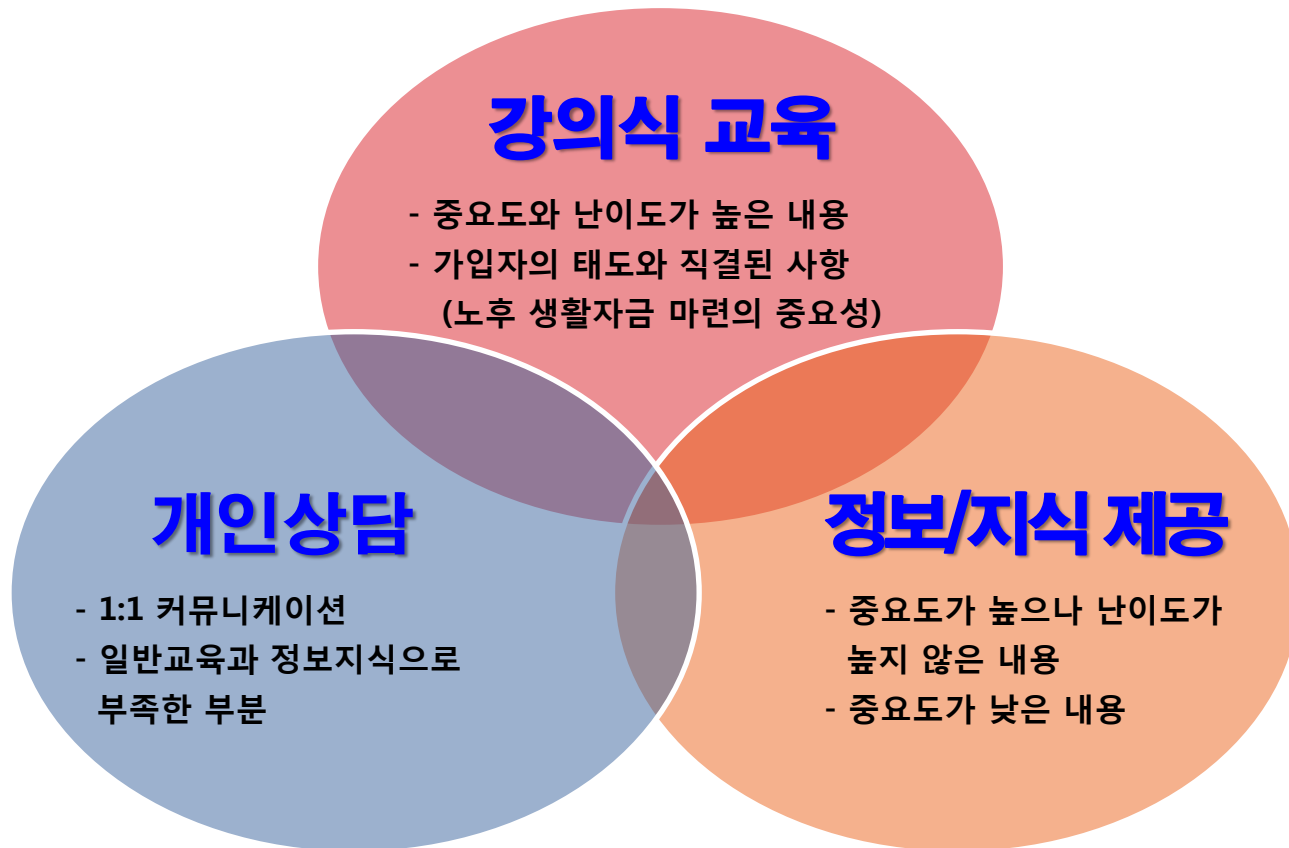 강의식 교육
- 중요도와 난이도가 높은 내용
- 가입자의 태도와 직결된 사항
(노후 생활자금 마련의 중요성)
개인상담
- 1:1 커뮤니케이션
- 일반교육과 정보지식으로
부족한 부분
정보/지식 제공
- 중요도가 높으나 난이도가
높지 않은 내용
- 중요도가 낮은 내용